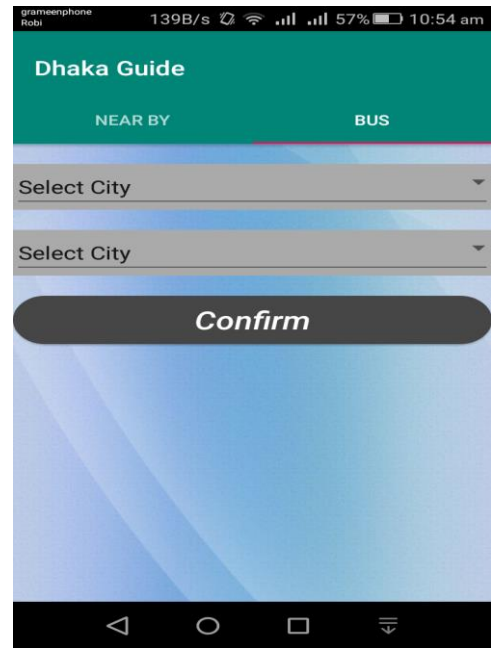 grameenphone
Robi
139B/s 57% 10:54 am
Dhaka Guide
NEAR BY BUS
Select City
Select City
Confirm